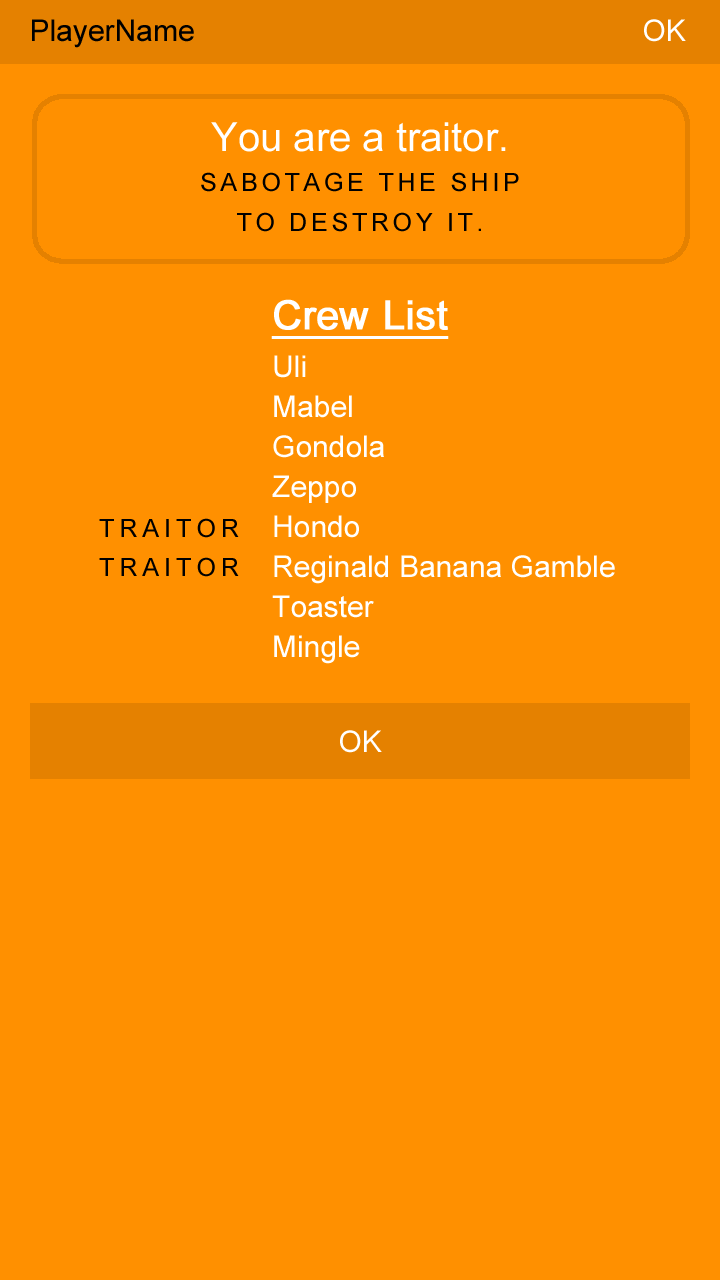 PlayerName OK
You are a traitor.
SABOTAGE THE SHIP
TO DESTROY IT.
Crew List
Uli
Mabel
Gondola
Zeppo
TRAITOR Hondo
TRAITOR Reginald Banana Gamble
Toaster
Mingle
OK